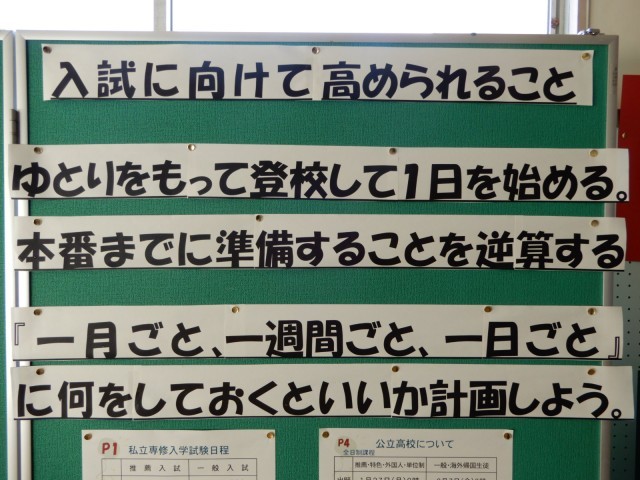 入試に向けて高められること
ゆとりをもって登校して1日を始める。
本番までに準備することを逆算する
『一月ごと、一週間ごと、一日ごと』
に何をしておくといいか計画しよう。
P1 私立専修入学試験日程
推薦入試 一般入試
P4 公立高校について
全日制課程
推薦・特色・外国人・単位制 一般・海外帰国生徒